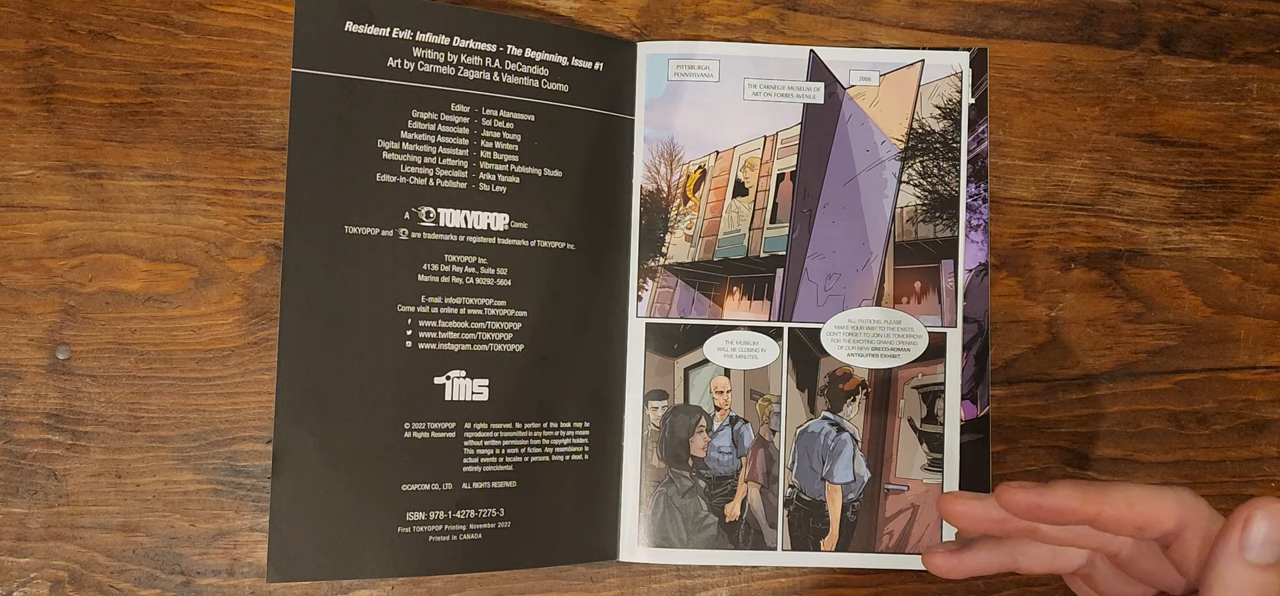 Resident Evil: Infinite Darkness - The Beginning, Issue #1
Writing by Keith R.A. DeCandido
Art by Carmelo Zagaria & Valentina Cuomo
Editor - Lena Atanassova
Graphic Designer - Sol DeLeo
Editorial Associate - Janae Young
Marketing Associate - Kae Winters
Digital Marketing Assistant - Kitt Burgess
Retouching and Lettering - Vibrraant Publishing Studio
Licensing Specialist - Arika Yanaka
Editor-in-Chief & Publisher - Stu Levy
A TOKYOPOP Comic
TOKYOPOP and are trademarks or registered trademarks of TOKYOPOP Inc.
TOKYOPOP Inc.
4136 Del Rey Ave., Suite 502
Marina del Rey, CA 90292-5604
E-mail: info@TOKYOPOP.com
Come visit us online at www.TOKYOPOP.com
www.facebook.com/TOKYOPOP
www.twitter.com/TOKYOPOP
www.instagram.com/TOKYOPOP
TMS
© 2022 TOKYOPOP
All Rights Reserved
All rights reserved. No portion of this book may be
reproduced or transmitted in any form or by any means
without written permission from the copyright holders.
This manga is a work of fiction. Any resemblance to
actual events or locales or persons, living or dead, is
entirely coincidental.
©CAPCOM CO., LTD. ALL RIGHTS RESERVED.
ISBN: 978-1-4278-7275-3
First TOKYOPOP Printing: November 2022
Printed in CANADA
PITTSBURGH,
PENNSYLVANIA
THE CARNEGIE MUSEUM OF
ART ON FORBES AVENUE
2006
THE MUSEUM
WILL BE CLOSING IN
FIVE MINUTES.
ALL PATRONS, PLEASE
MAKE YOUR WAY TO THE EXISTS.
DON'T FORGET TO JOIN US TOMORROW
FOR THE EXCITING GRAND OPENING
OF OUR NEW GRECO-ROMAN
ANTIQUITIES EXHIBIT.